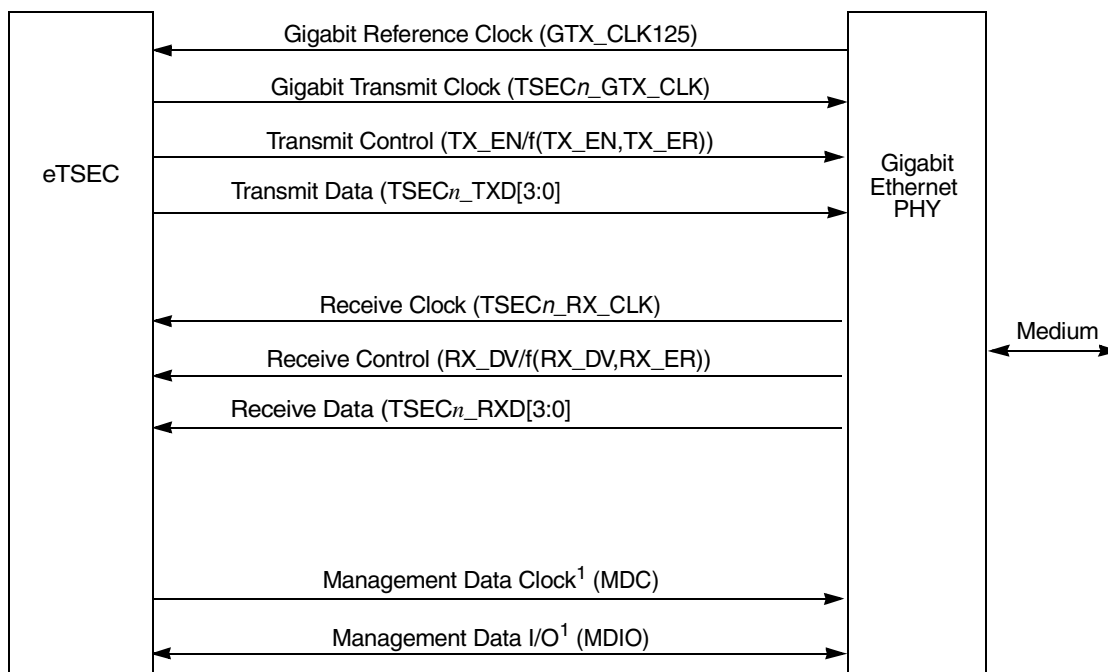 Gigabit Reference Clock (GTX_CLK125)
Gigabit Transmit Clock (TSECn_GTX_CLK)
Transmit Control (TX_EN/f(TX_EN,TX_ER))
eTSEC
Gigabit
Ethernet
PHY
Transmit Data (TSECn_TXD[3:0]
Receive Clock (TSECn_RX_CLK)
Medium
Receive Control (RX_DV/f(RX_DV,RX_ER))
Receive Data (TSECn_RXD[3:0]
Management Data Clock¹ (MDC)
Management Data I/O¹ (MDIO)